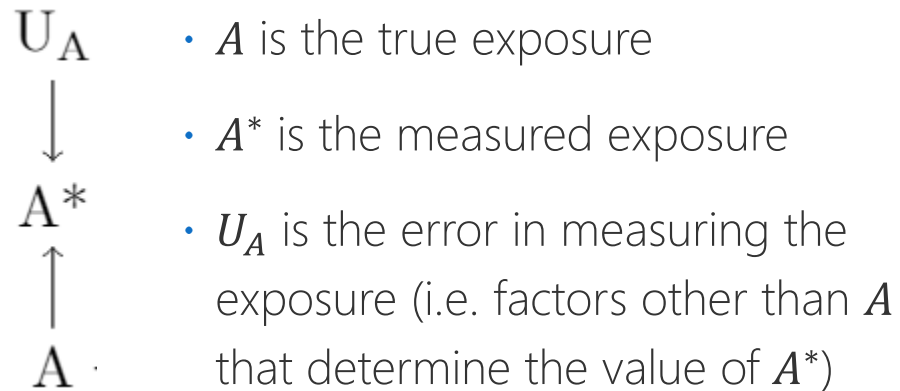 U_A
A*
A
• A is the true exposure
• A* is the measured exposure
• U_A is the error in measuring the
exposure (i.e. factors other than A
that determine the value of A*)